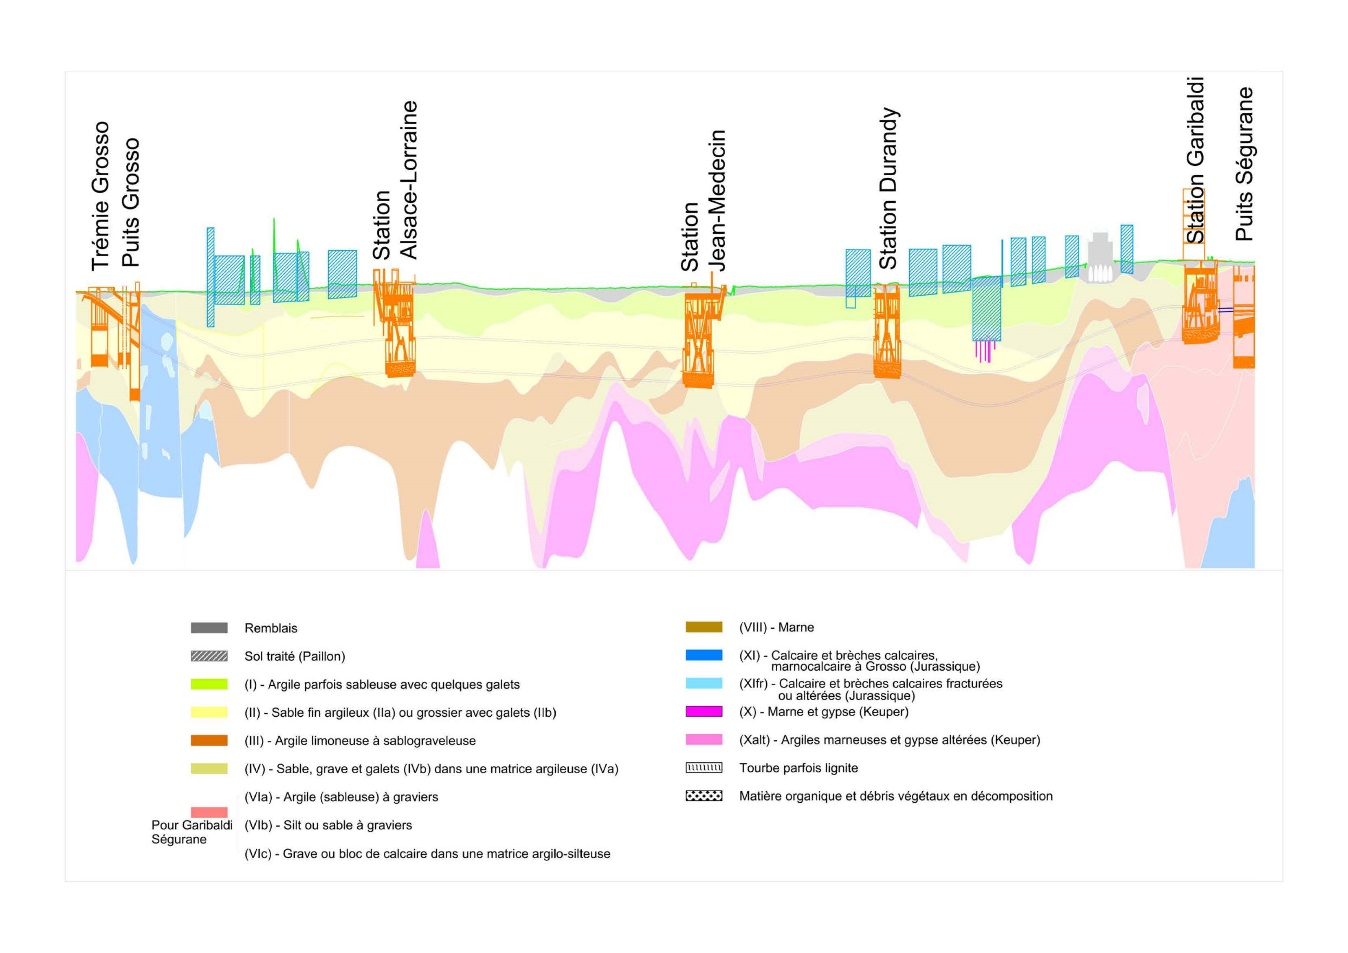 Trémie Grosso
Puits Grosso
Station
Alsace-Lorraine
Station
Jean-Medecin
Station Durandy
Station Garibaldi
Puits Ségurane
Remblais
Sol traité (Paillon)
(I) - Argile parfois sableuse avec quelques galets
(II) - Sable fin argileux (IIa) ou grossier avec galets (IIb)
(III) - Argile limoneuse à sablograveleuse
(IV) - Sable, grave et galets (IVb) dans une matrice argileuse (IVa)
(VIa) - Argile (sableuse) à graviers
Pour Garibaldi
Ségurane
(VIb) - Silt ou sable à graviers
(VIc) - Grave ou bloc de calcaire dans une matrice argilo-silteuse
(VIII) - Marne
(XI) - Calcaire et brèches calcaires,
marnocalcaire à Grosso (Jurassique)
(XIfr) - Calcaire et brèches calcaires fracturées
ou altérées (Jurassique)
(X) - Marne et gypse (Keuper)
(Xalt) - Argiles marneuses et gypse altérées (Keuper)
Tourbe parfois lignite
Matière organique et débris végétaux en décomposition